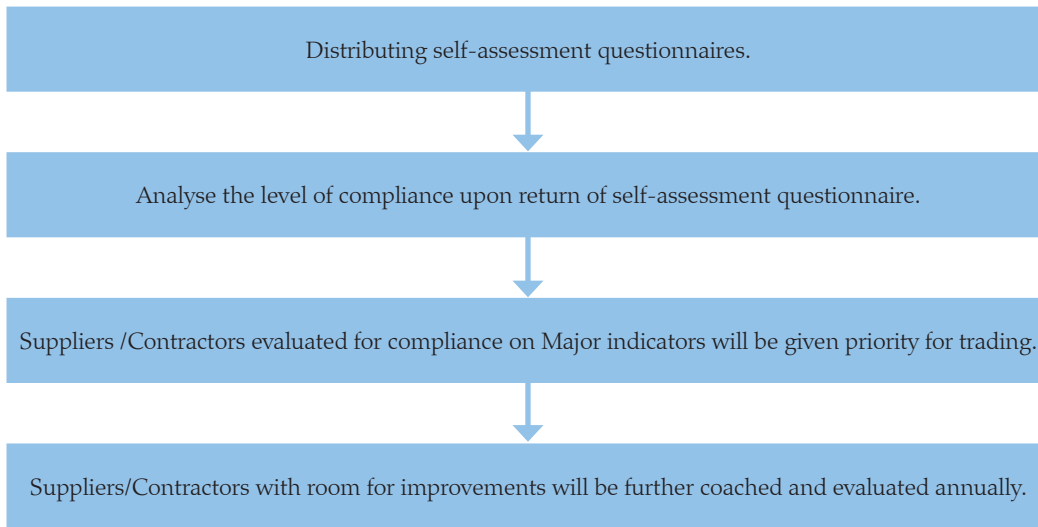 Distributing self-assessment questionnaires.
Analyse the level of compliance upon return of self-assessment questionnaire.
Suppliers /Contractors evaluated for compliance on Major indicators will be given priority for trading.
Suppliers/Contractors with room for improvements will be further coached and evaluated annually.